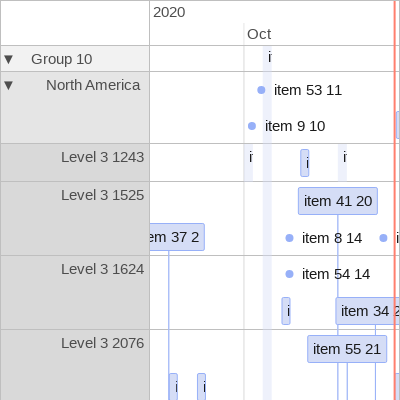 2020
Oct
▼ Group 10
i
▼ North America
item 53 11
item 9 10
Level 3 1243
i
i
i
Level 3 1525
item 41 20
item 37 2
item 8 14
i
Level 3 1624
item 54 14
i
item 34 2
Level 3 2076
item 55 21
i
i